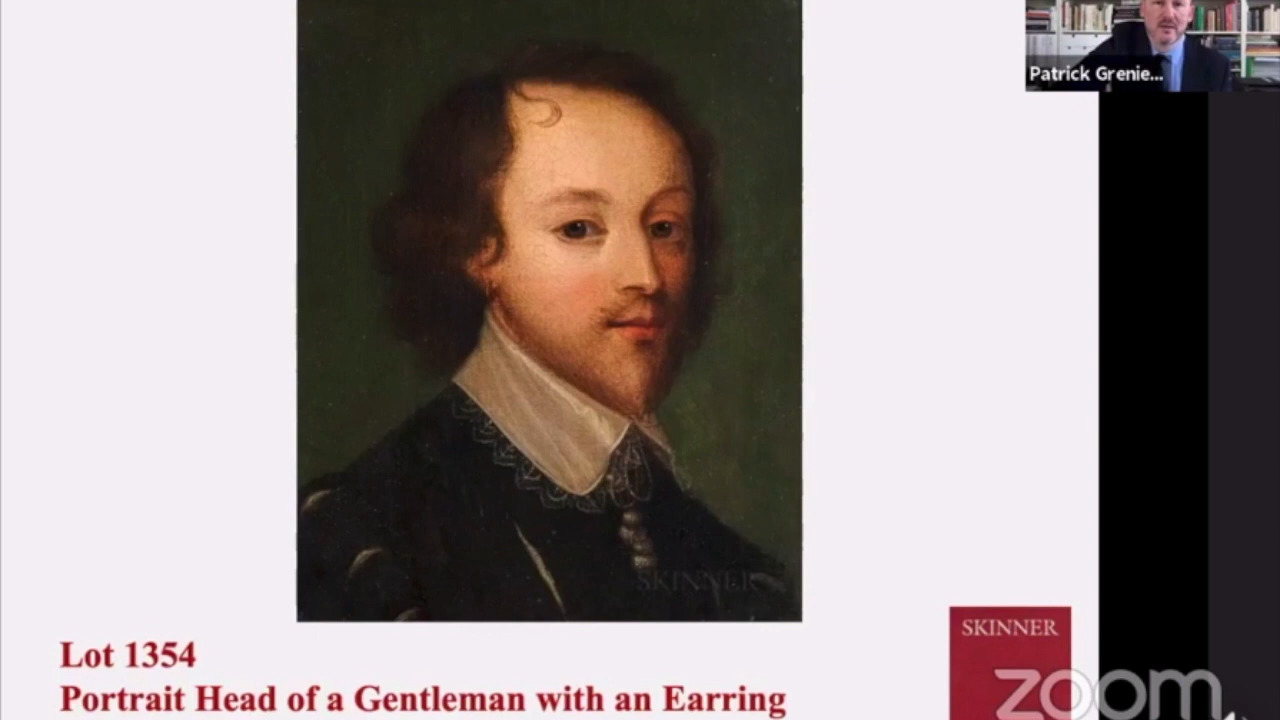 Patrick Grenie...
SKINNER
Lot 1354
Portrait Head of a Gentleman with an Earring
SKINNER
zoom